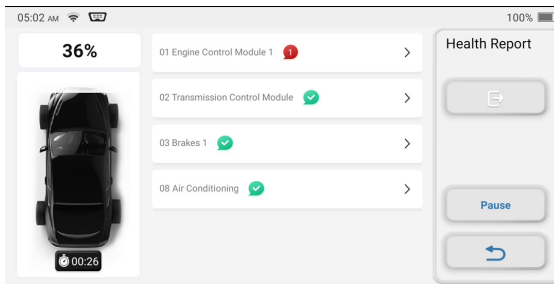 05:02 AM
100%
36%
00:26
01 Engine Control Module 1
1
02 Transmission Control Module
03 Brakes 1
08 Air Conditioning
Health Report
Pause